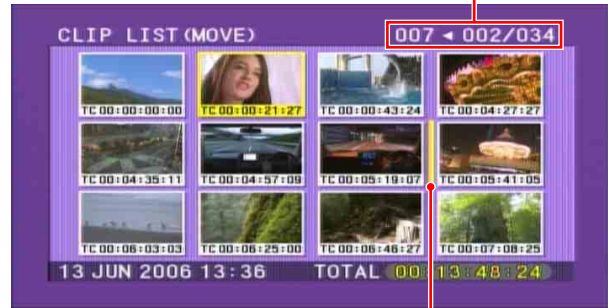 CLIP LIST(MOVE) 007 ◄ 002/034
TC 00:00:00:00 TC 00:00:21:27 TC 00:00:43:24 TC 00:04:27:27
TC 00:04:35:11 TC 00:04:57:09 TC 00:05:19:07 TC 00:05:41:05
TC 00:06:03:03 TC 00:06:25:00 TC 00:06:46:27 TC 00:07:08:25
13 JUN 2006 13:36 TOTAL 00:13:48:24